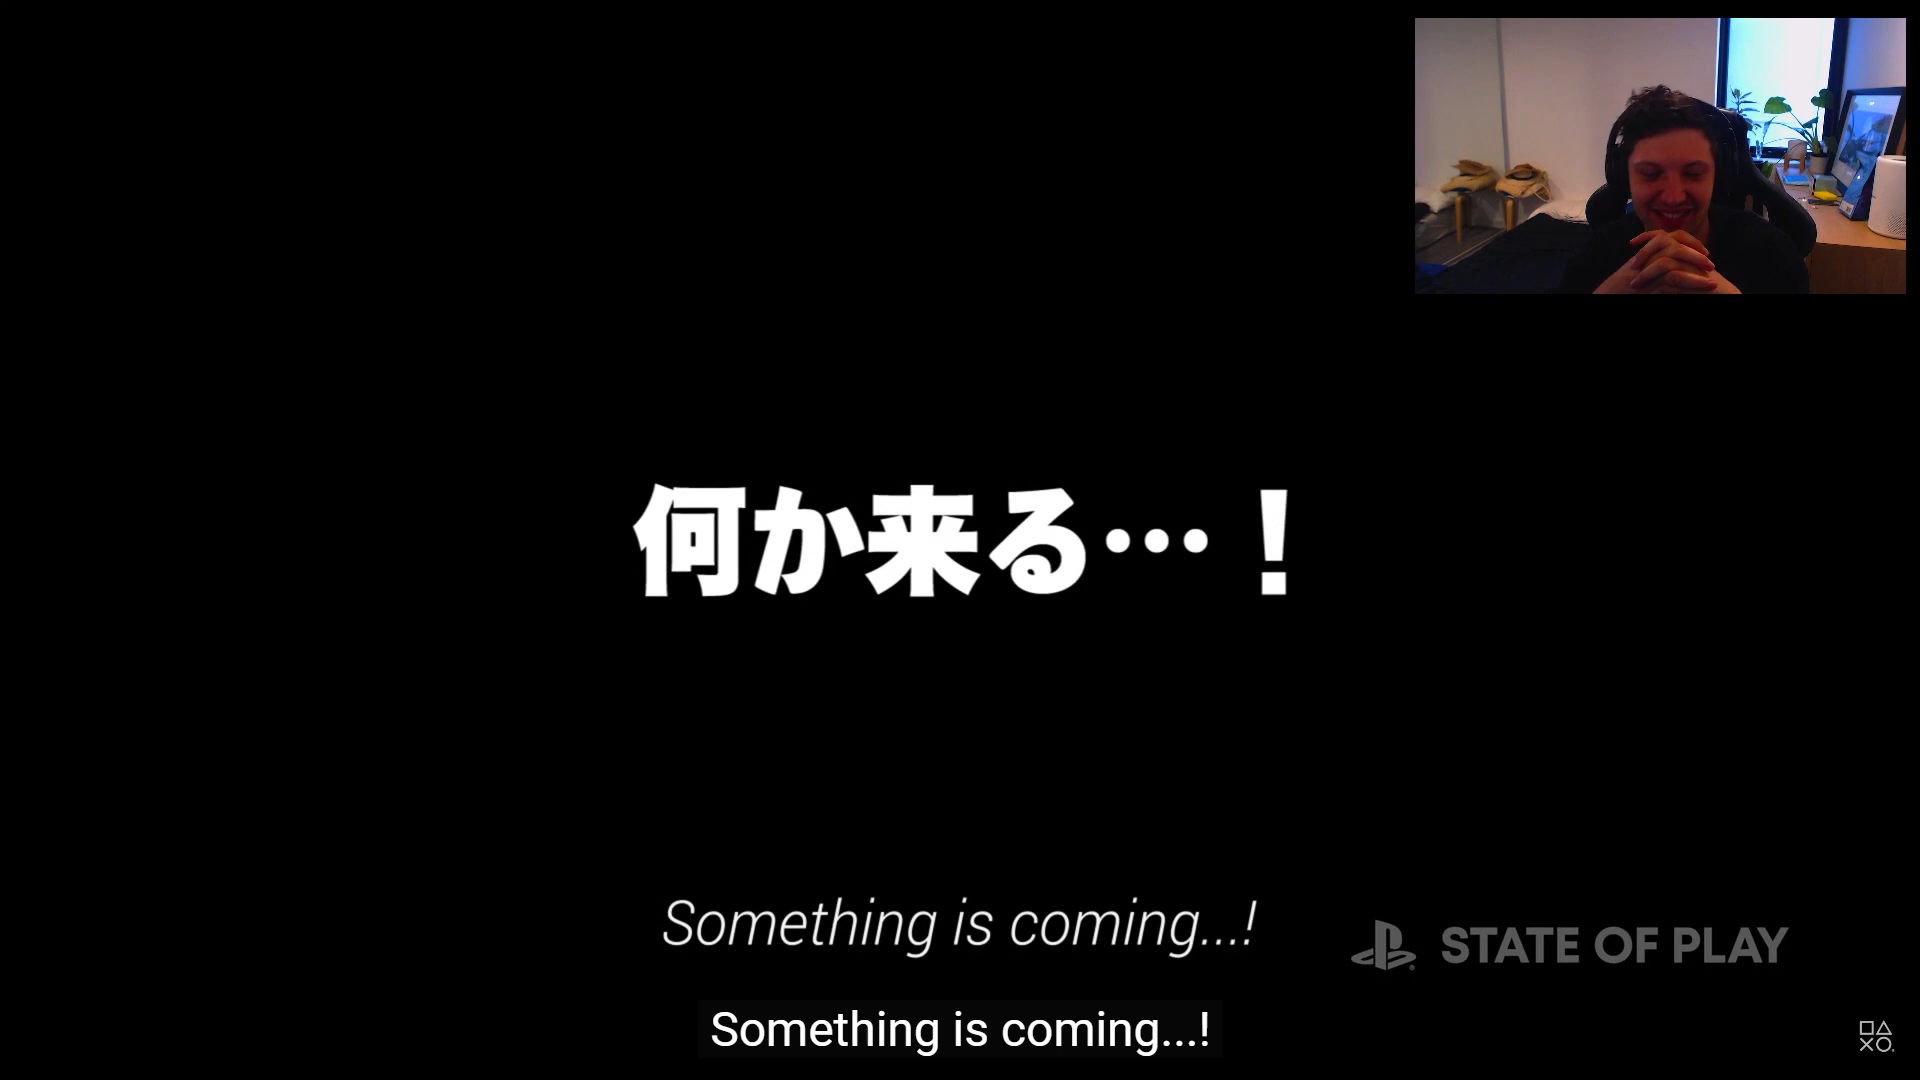 何か来る…！
Something is coming...!
STATE OF PLAY
Something is coming...!